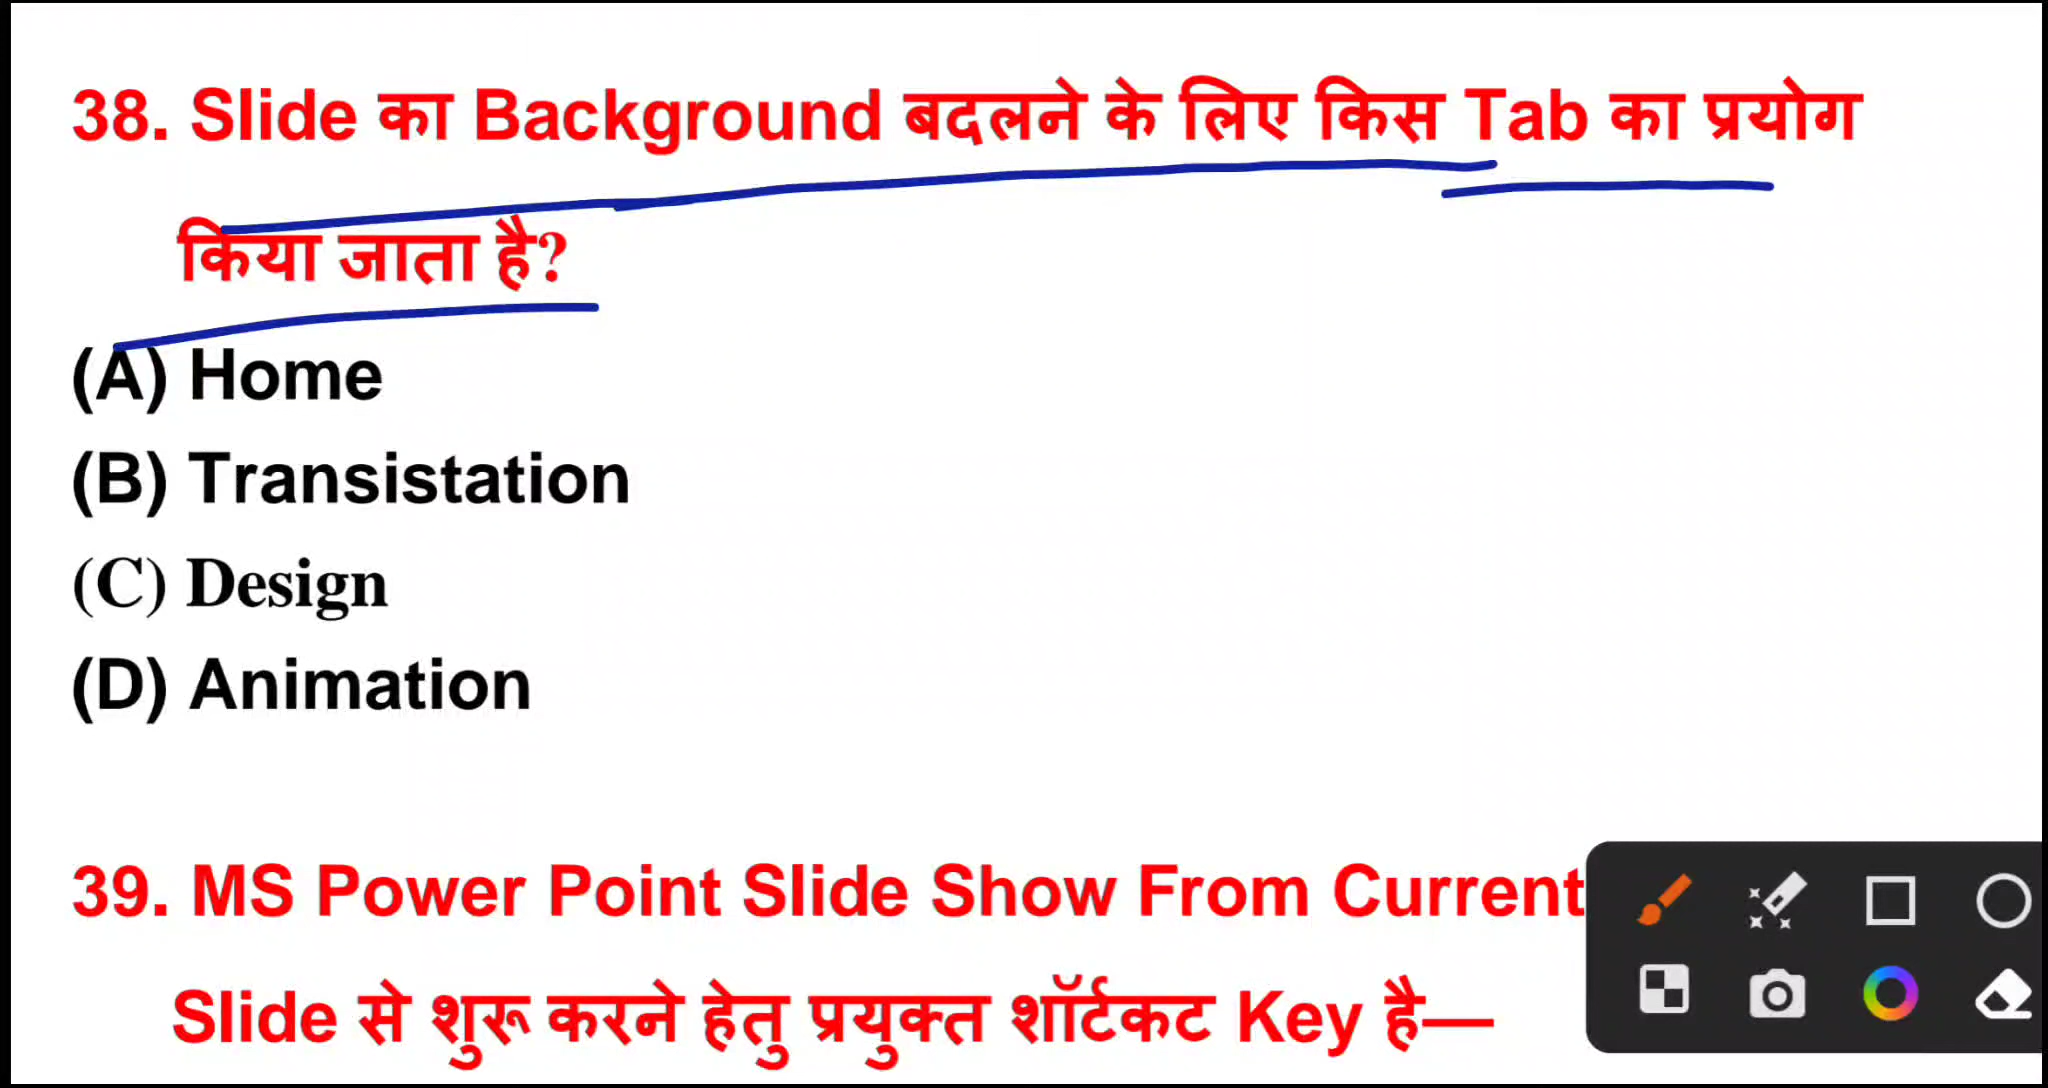 38. Slide का Background बदलने के लिए किस Tab का प्रयोग
किया जाता है?
(A) Home
(B) Transistation
(C) Design
(D) Animation
39. MS Power Point Slide Show From Current
Slide से शुरू करने हेतु प्रयुक्त शॉर्टकट Key है—